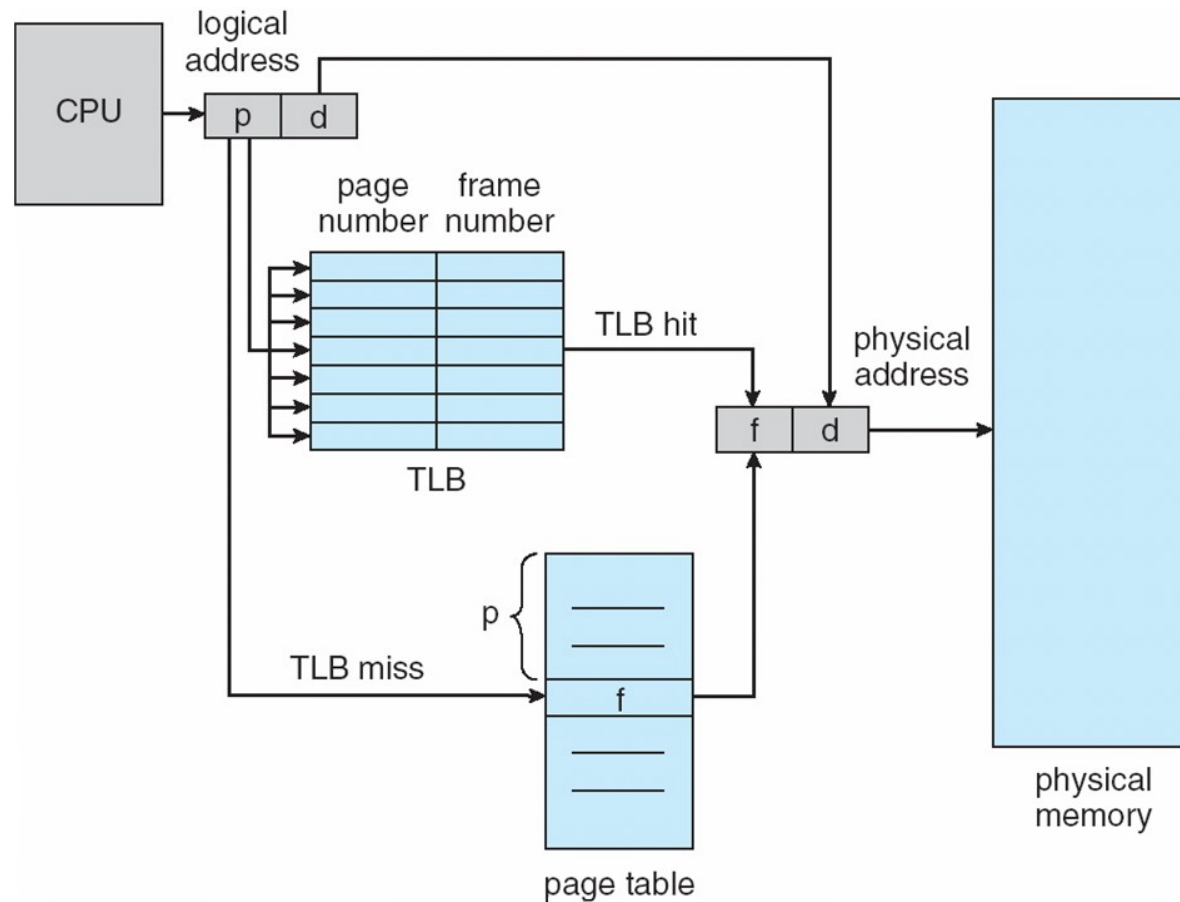 logical
address
CPU
p
d
page
number
frame
number
TLB hit
physical
address
f
d
TLB
p
TLB miss
f
physical
memory
page table